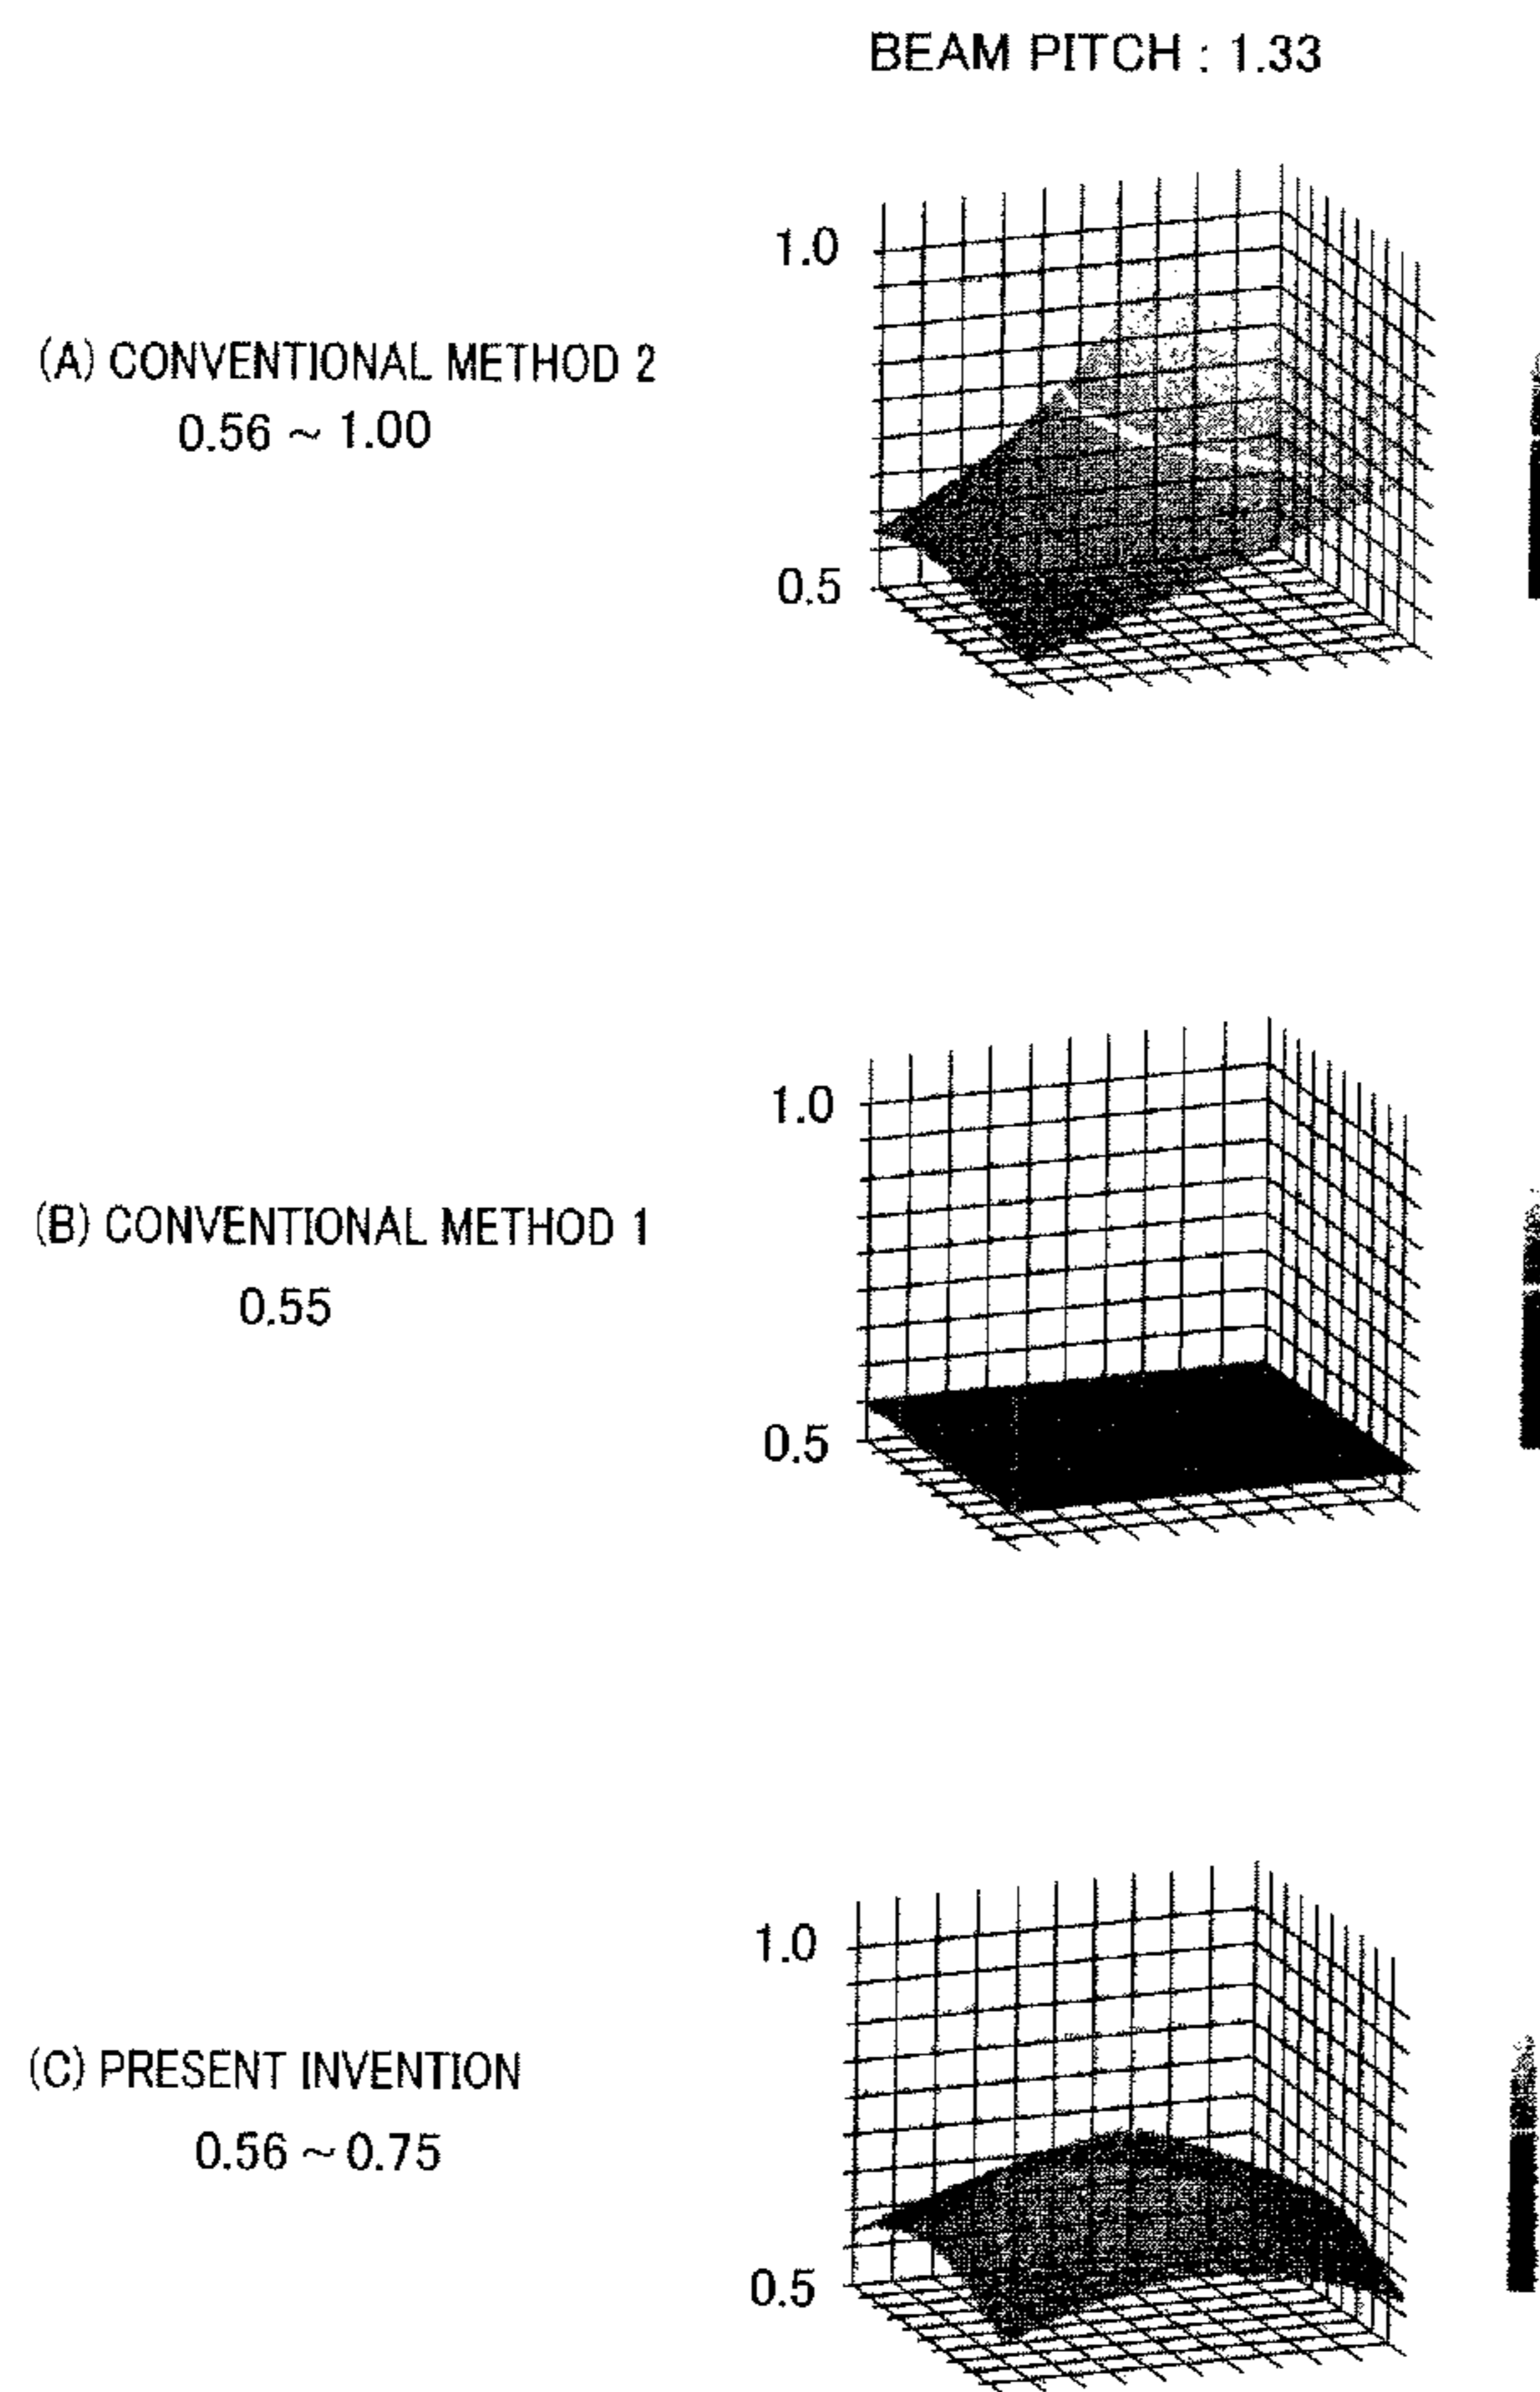 BEAM PITCH : 1.33
1.0
(A) CONVENTIONAL METHOD 2
0.56 ~ 1.00
0.5
1.0
(B) CONVENTIONAL METHOD 1
0.55
0.5
1.0
(C) PRESENT INVENTION
0.56 ~ 0.75
0.5